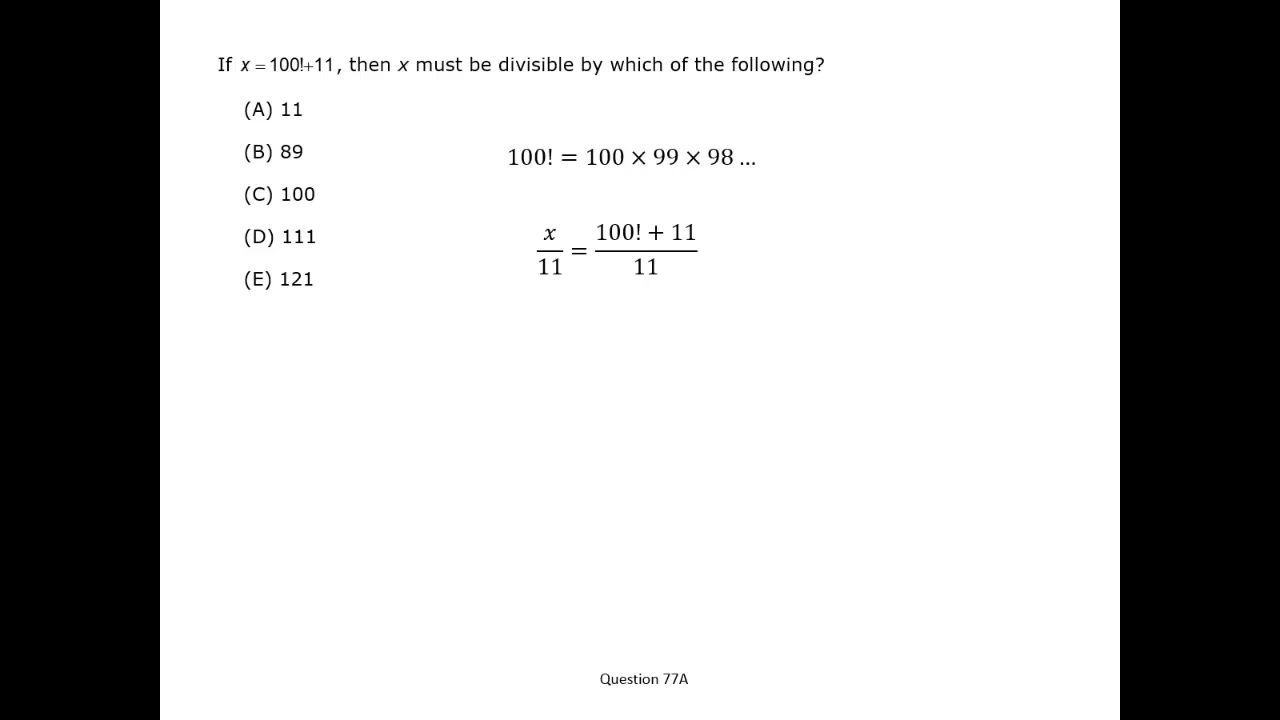 If x = 100!+11, then x must be divisible by which of the following?
(A) 11
(B) 89
(C) 100
(D) 111
(E) 121
100! = 100 × 99 × 98 ...
x/11 = (100! + 11)/11
Question 77A